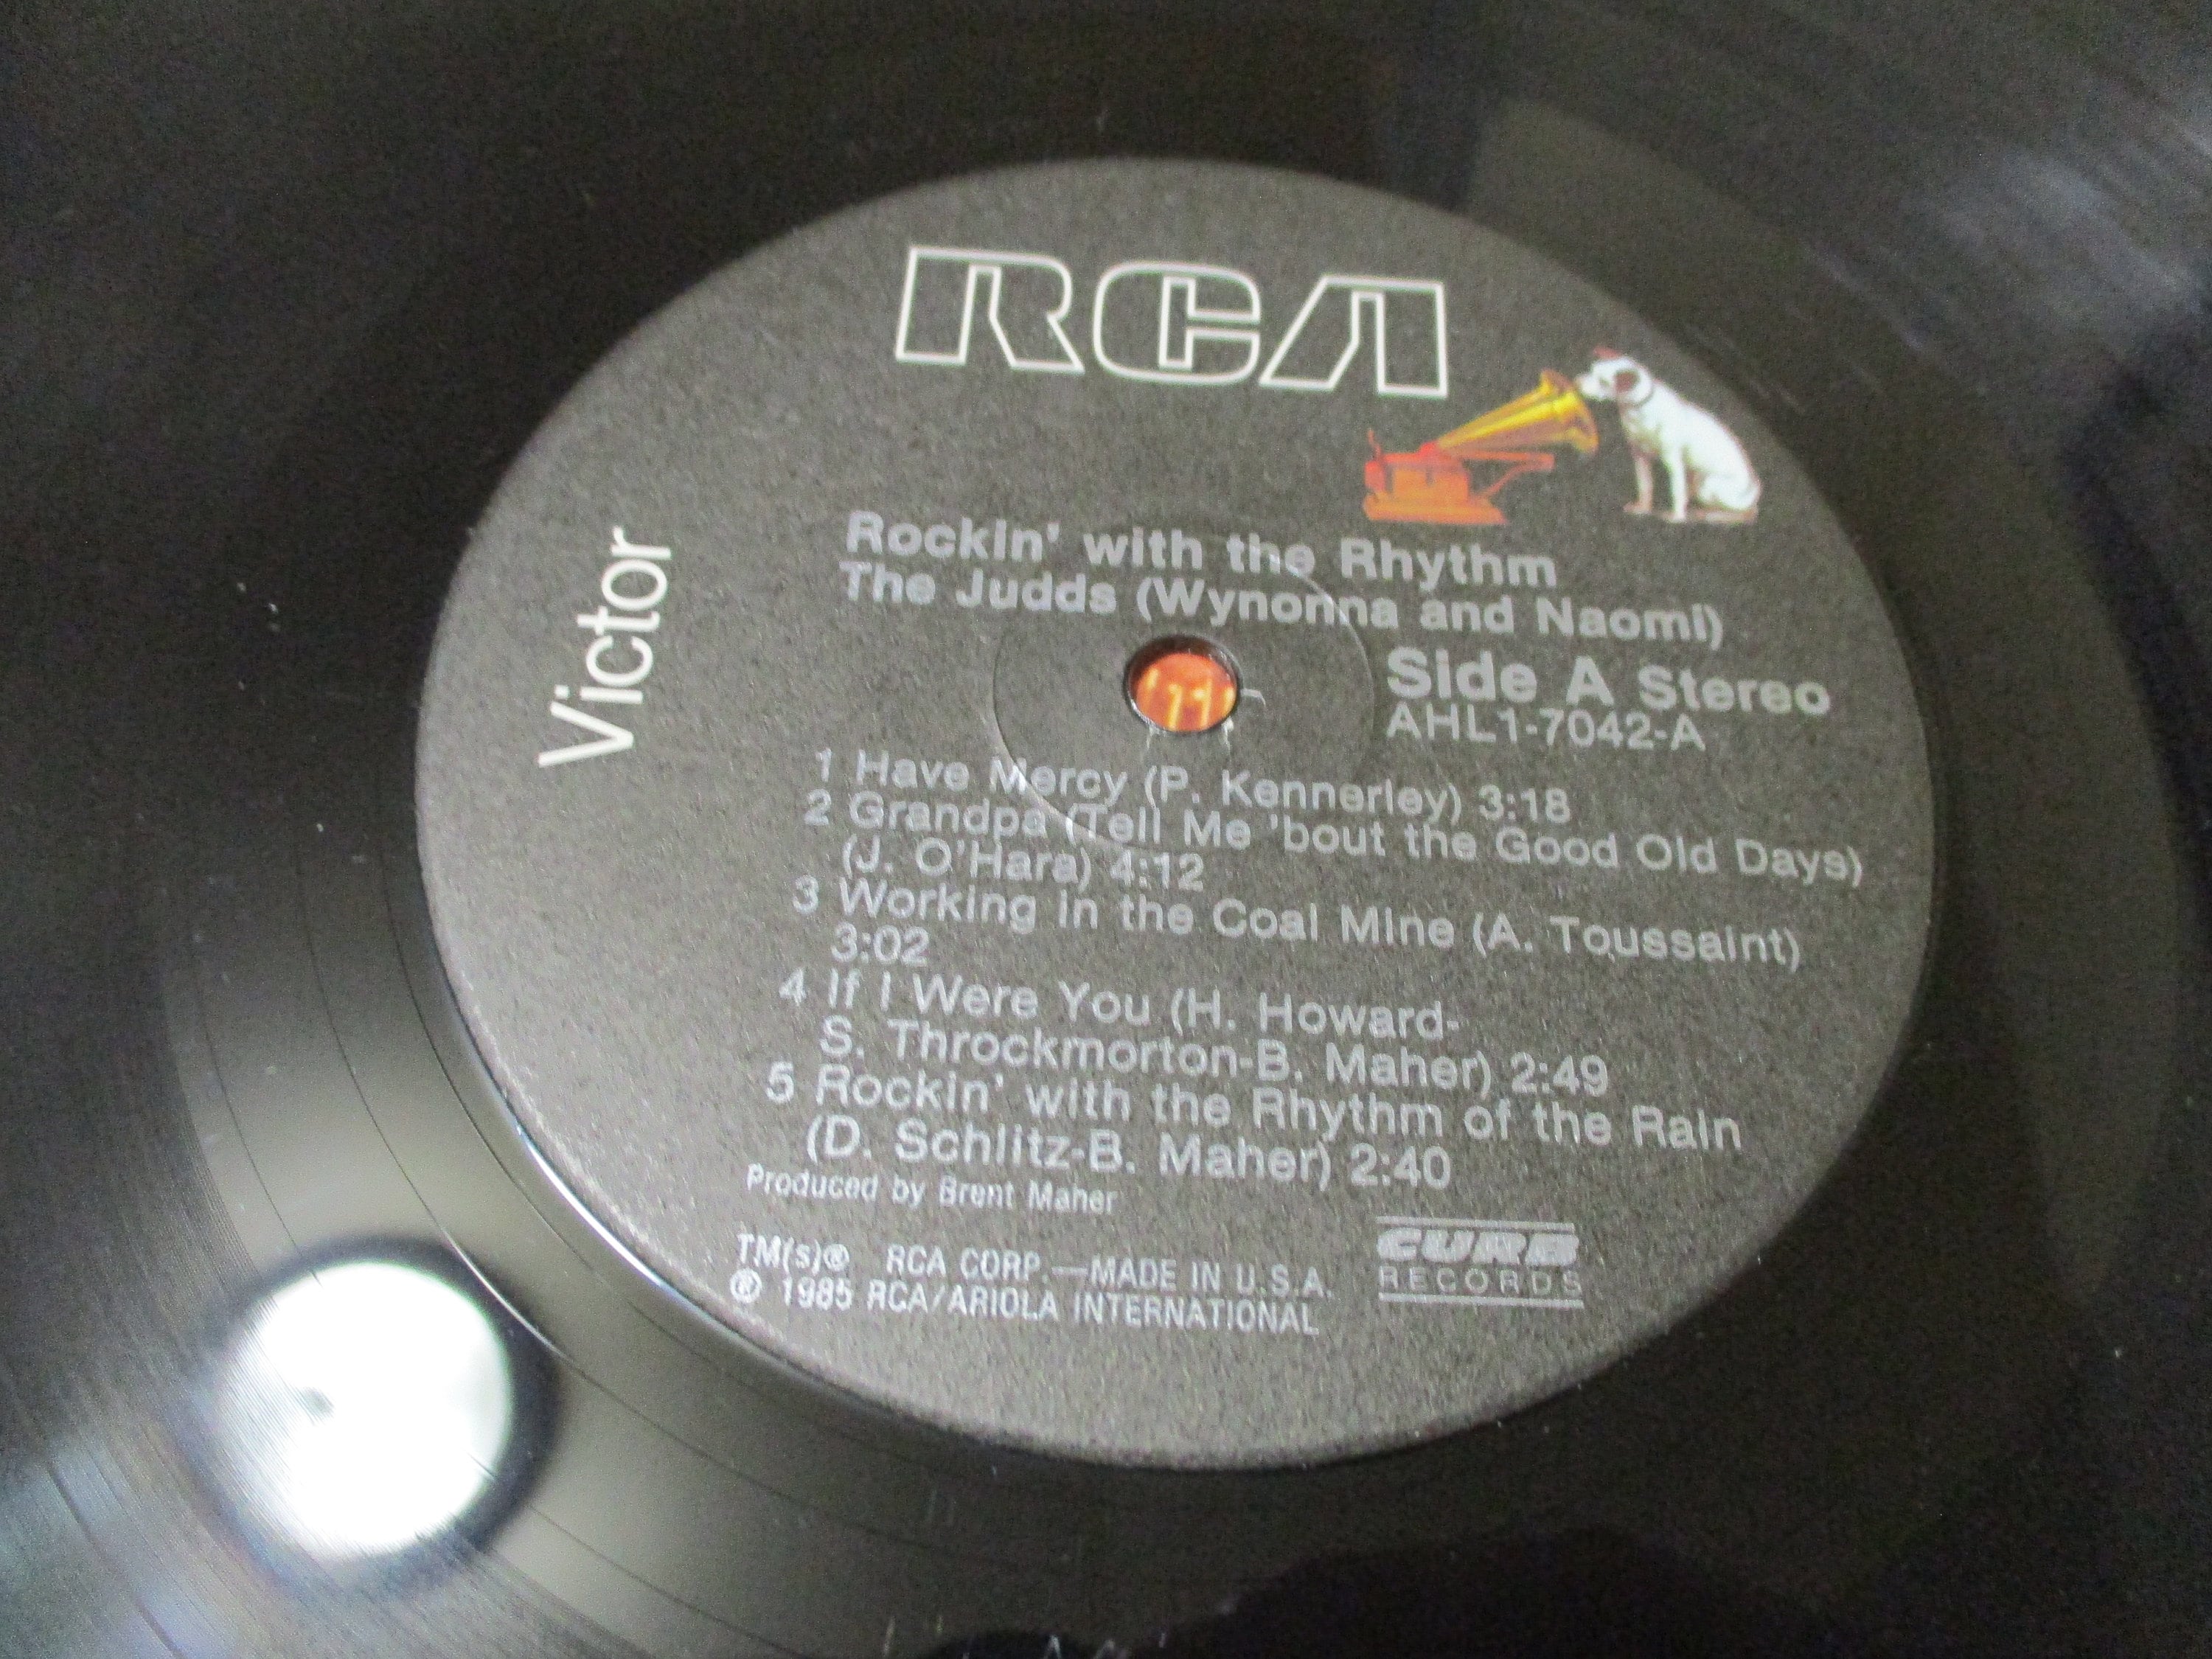 RCA
Victor
Rockin' with the Rhythm
The Judds (Wynonna and Naomi)
Side A Stereo
AHL1-7042-A
1 Have Mercy (P. Kennerley) 3:18
2 Grandpa (Tell Me 'bout the Good Old Days)
(J. O'Hara) 4:12
3 Working in the Coal Mine (A. Toussaint)
3:02
4 If I Were You (H. Howard-
S. Throckmorton-B. Maher) 2:49
5 Rockin' with the Rhythm of the Rain
(D. Schlitz-B. Maher) 2:40
Produced by Brent Maher
TM(s)® RCA CORP.—MADE IN U.S.A.
℗ 1985 RCA/ARIOLA INTERNATIONAL
CURB
RECORDS